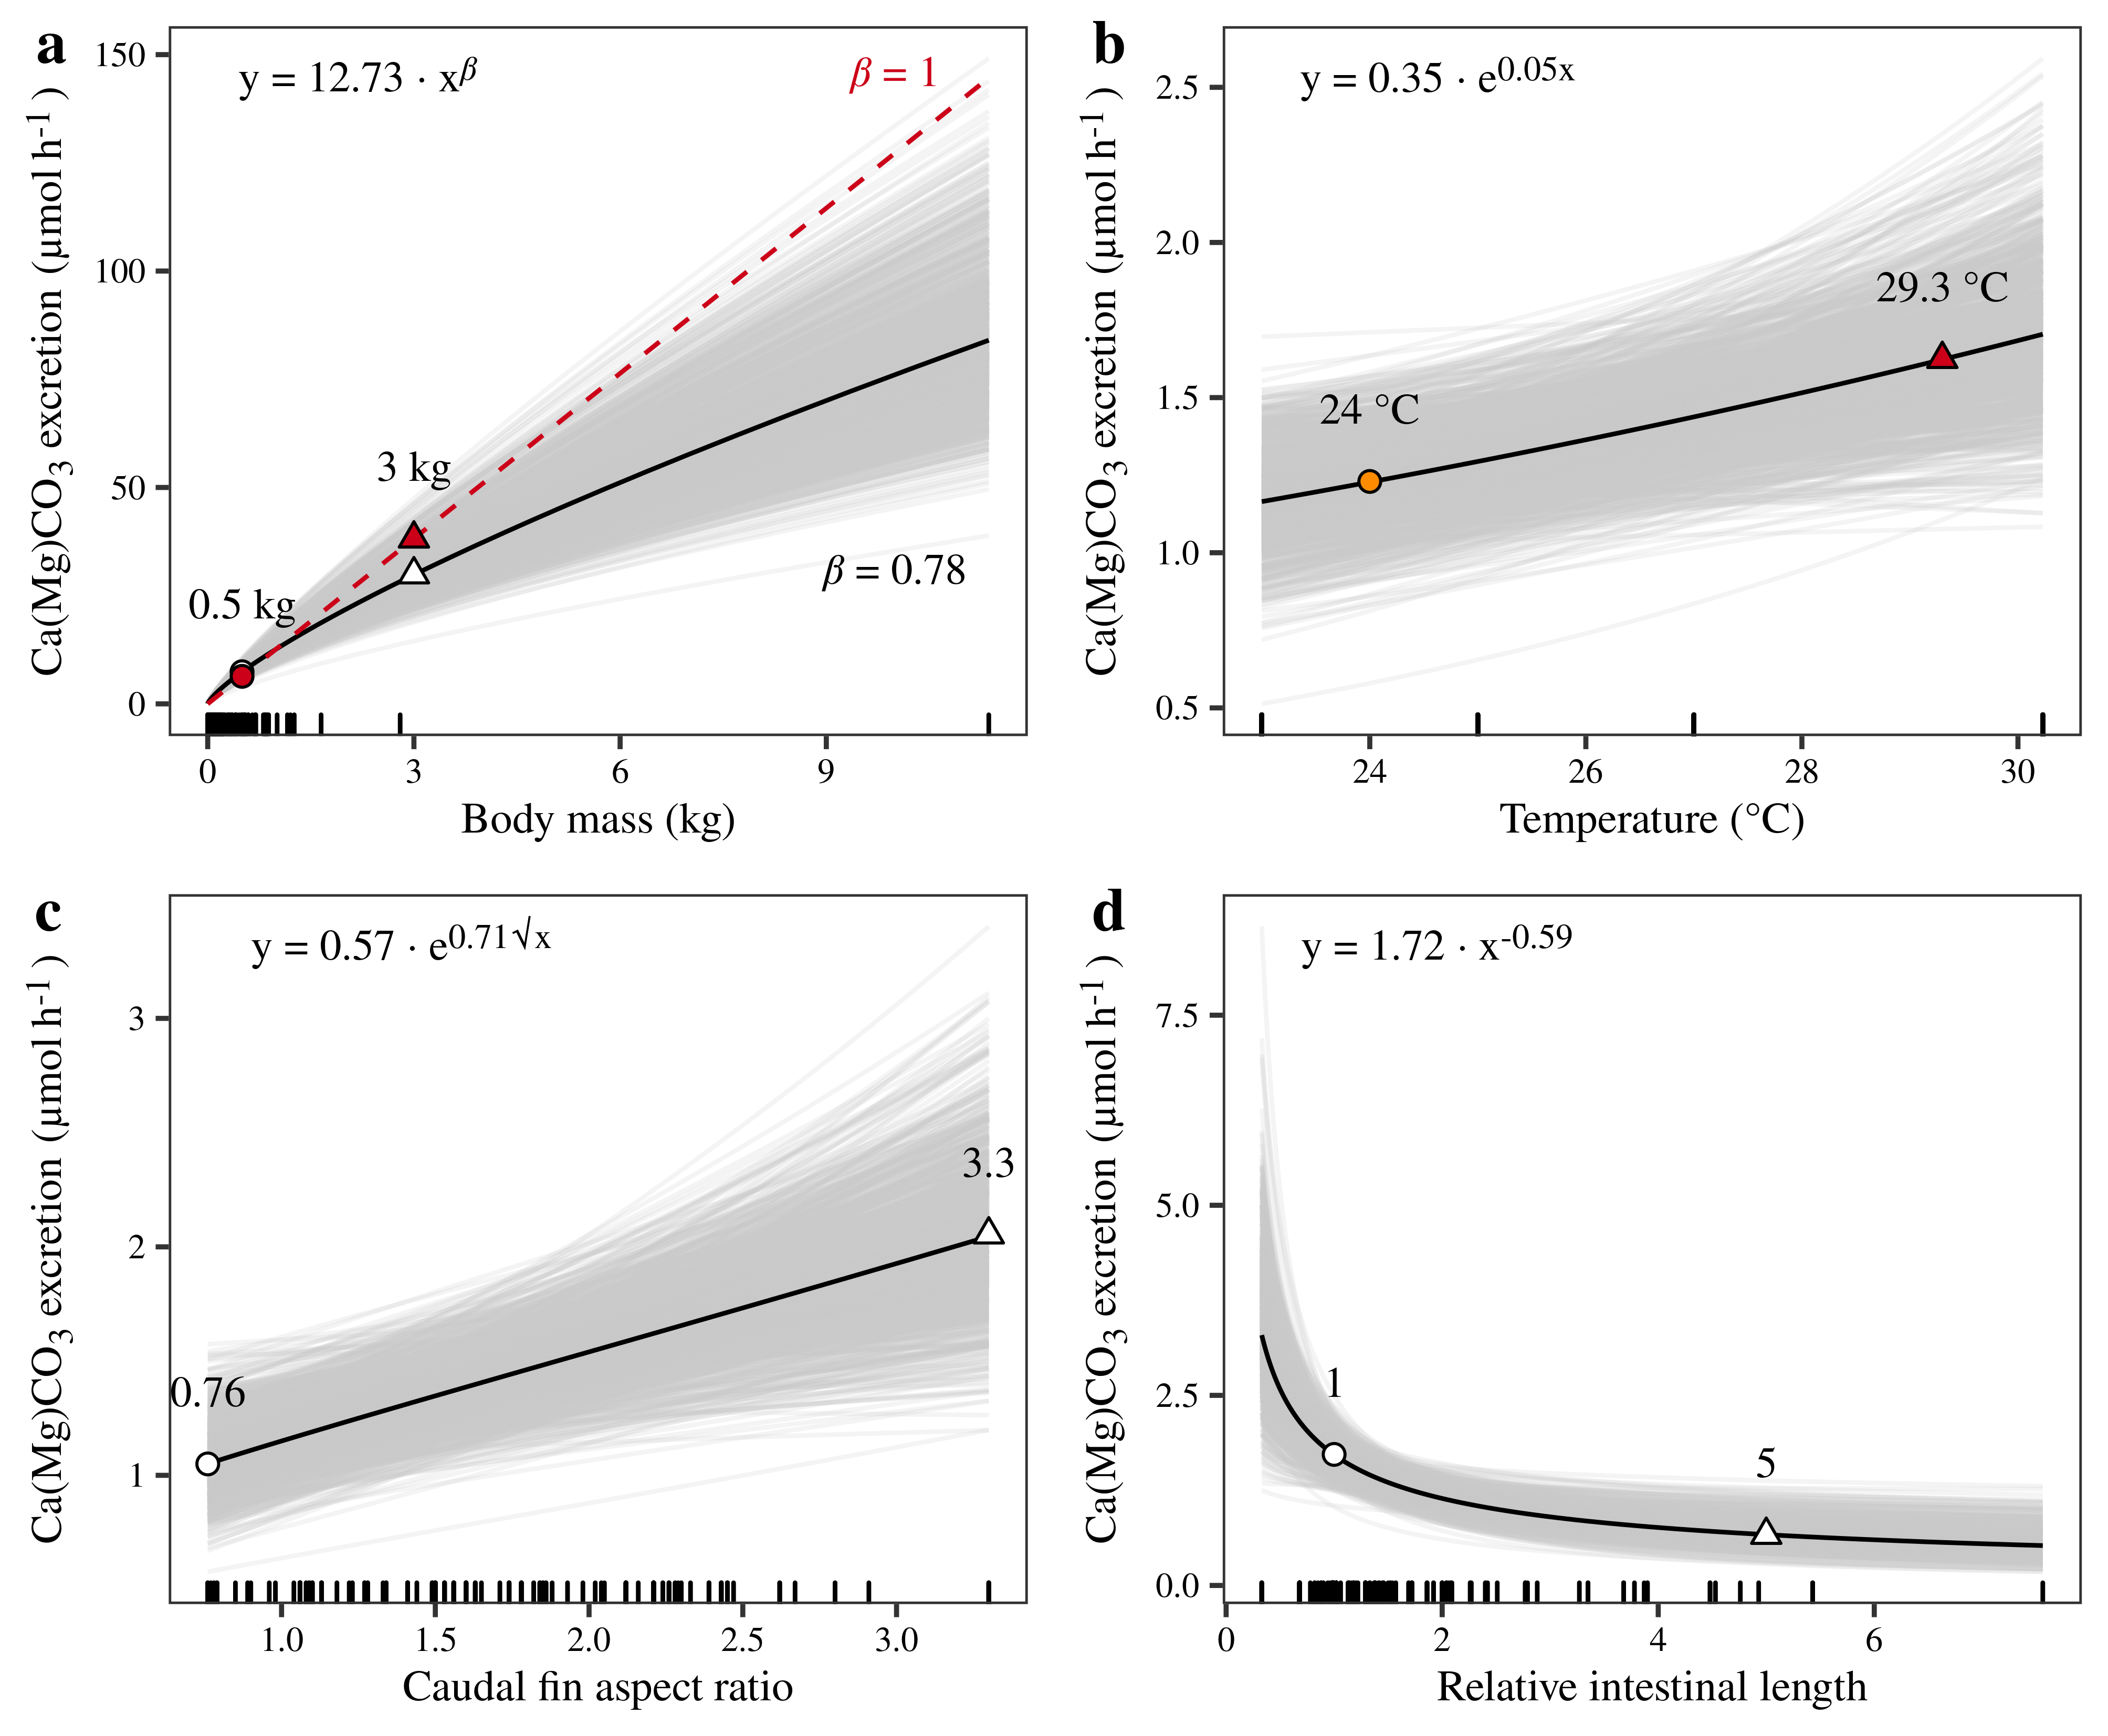 a
y = 12.73 · x^β
β = 1
3 kg
0.5 kg
β = 0.78
150
100
50
0
0 3 6 9
Body mass (kg)
Ca(Mg)CO₃ excretion (μmol h⁻¹)
b
y = 0.35 · e^0.05x
29.3 °C
24 °C
2.5
2.0
1.5
1.0
0.5
24 26 28 30
Temperature (°C)
Ca(Mg)CO₃ excretion (μmol h⁻¹)
c
y = 0.57 · e^0.71√x
3.3
0.76
3
2
1
1.0 1.5 2.0 2.5 3.0
Caudal fin aspect ratio
Ca(Mg)CO₃ excretion (μmol h⁻¹)
d
y = 1.72 · x^-0.59
1
5
7.5
5.0
2.5
0.0
0 2 4 6
Relative intestinal length
Ca(Mg)CO₃ excretion (μmol h⁻¹)